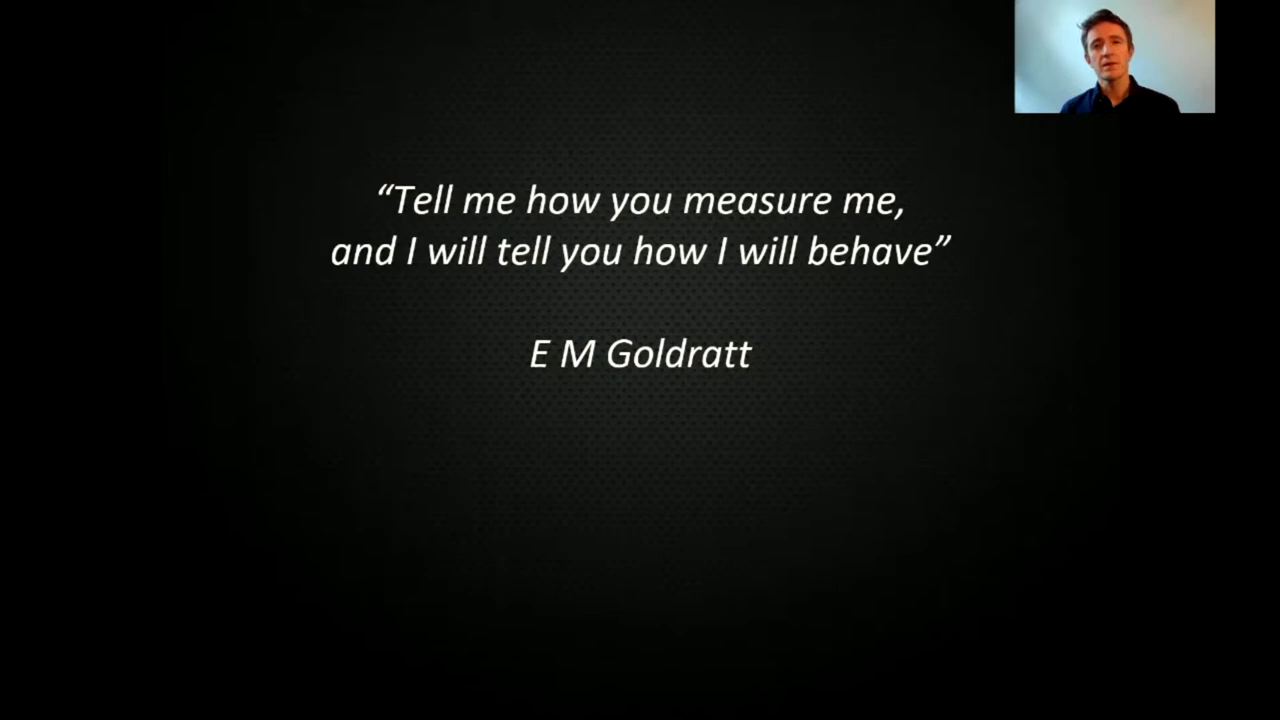 “Tell me how you measure me,
and I will tell you how I will behave”
E M Goldratt